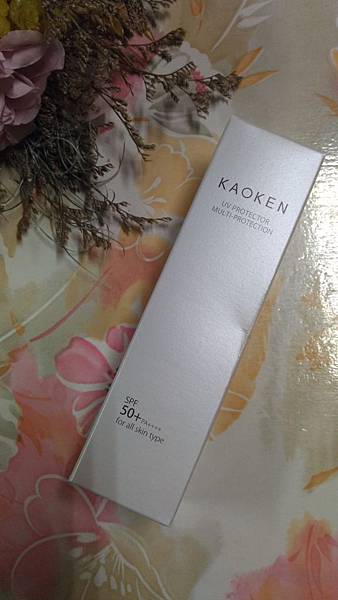 KAOKEN
UV PROTECTOR
MULTI-PROTECTION
SPF
50+ PA++++
for all skin type